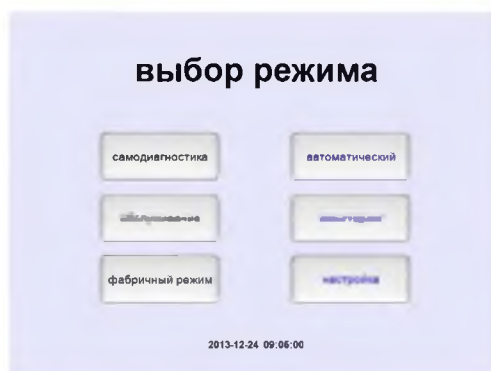 выбор режима
самодиагностика
автоматический
фабричный режим
настройка
2013-12-24 09:06:00